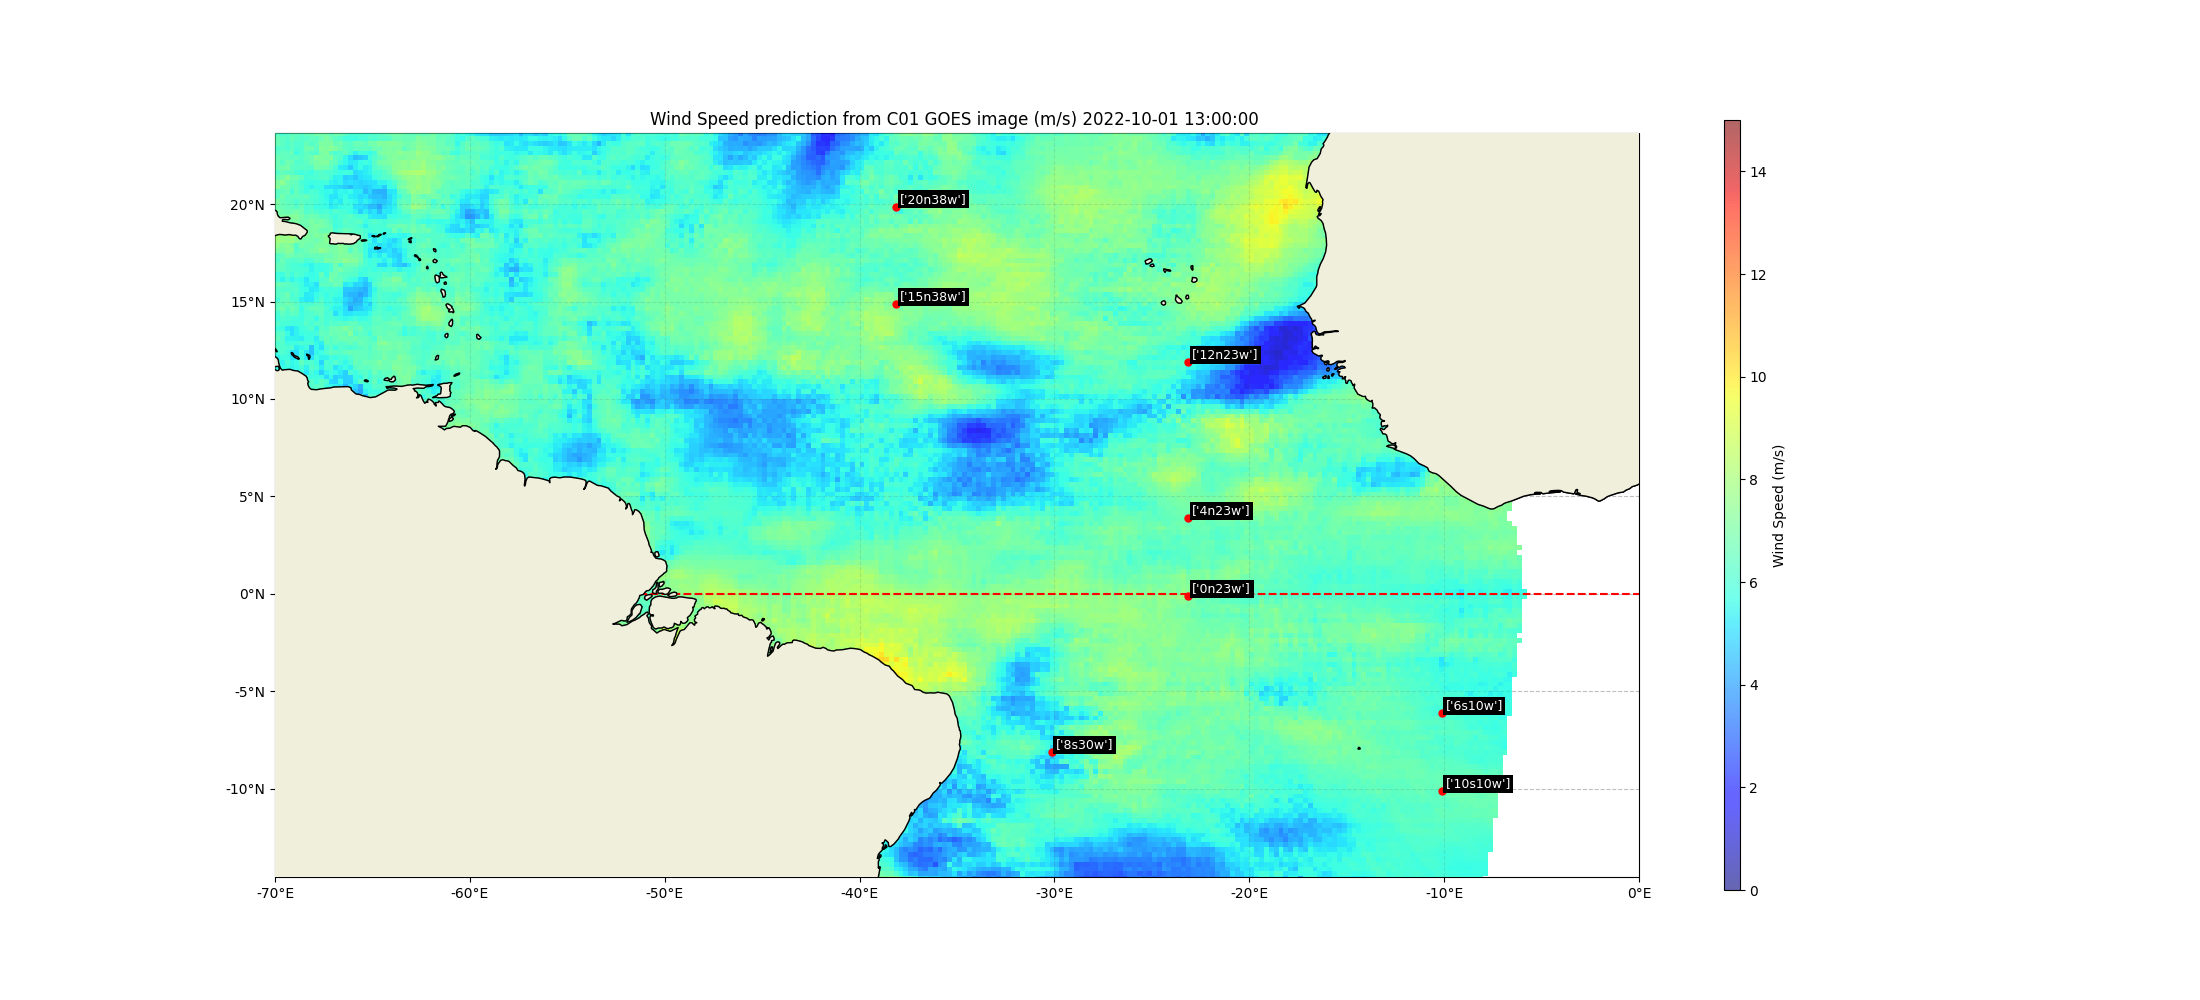 Wind Speed prediction from C01 GOES image (m/s) 2022-10-01 13:00:00
20°N
15°N
10°N
5°N
0°N
-5°N
-10°N
-70°E
-60°E
-50°E
-40°E
-30°E
-20°E
-10°E
0°E
['20n38w']
['15n38w']
['12n23w']
['4n23w']
['0n23w']
['6s10w']
['8s30w']
['10s10w']
14
12
10
8
6
4
2
0
Wind Speed (m/s)